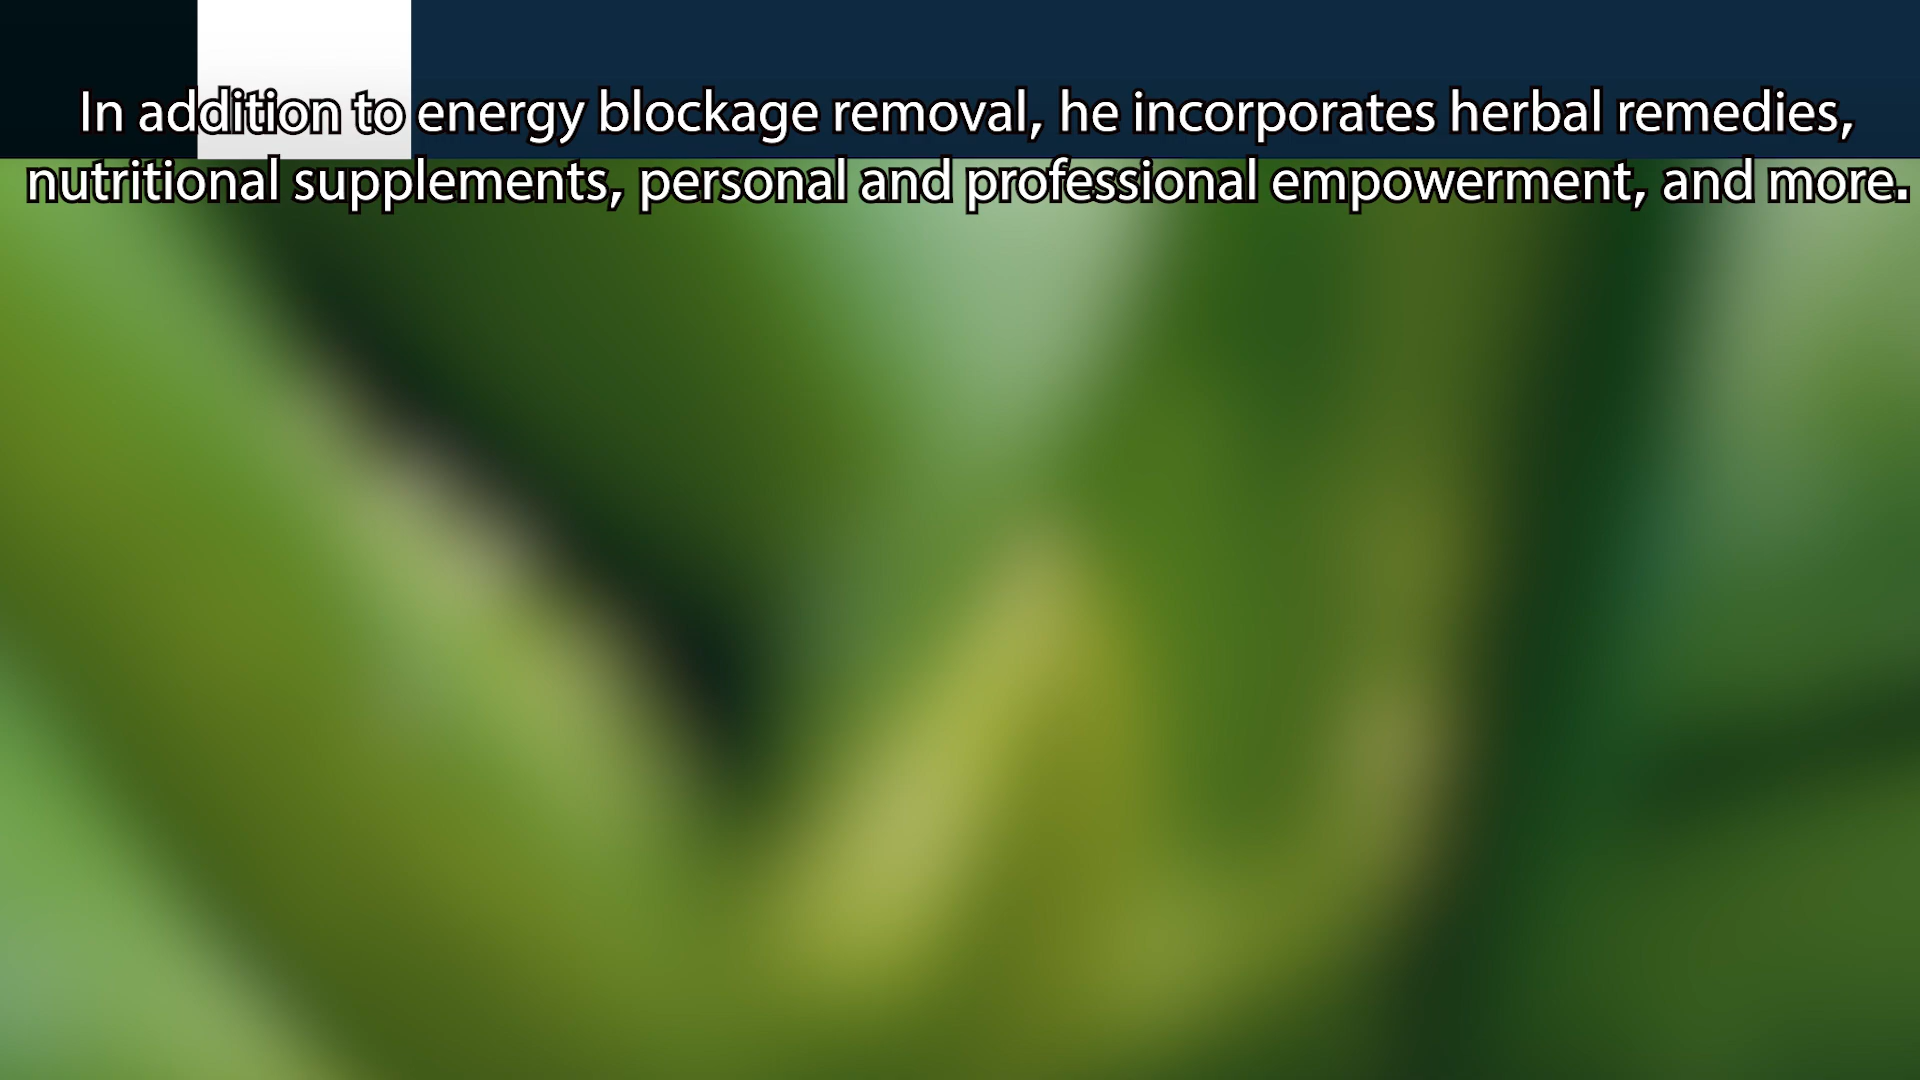 In addition to energy blockage removal, he incorporates herbal remedies,
nutritional supplements, personal and professional empowerment, and more.